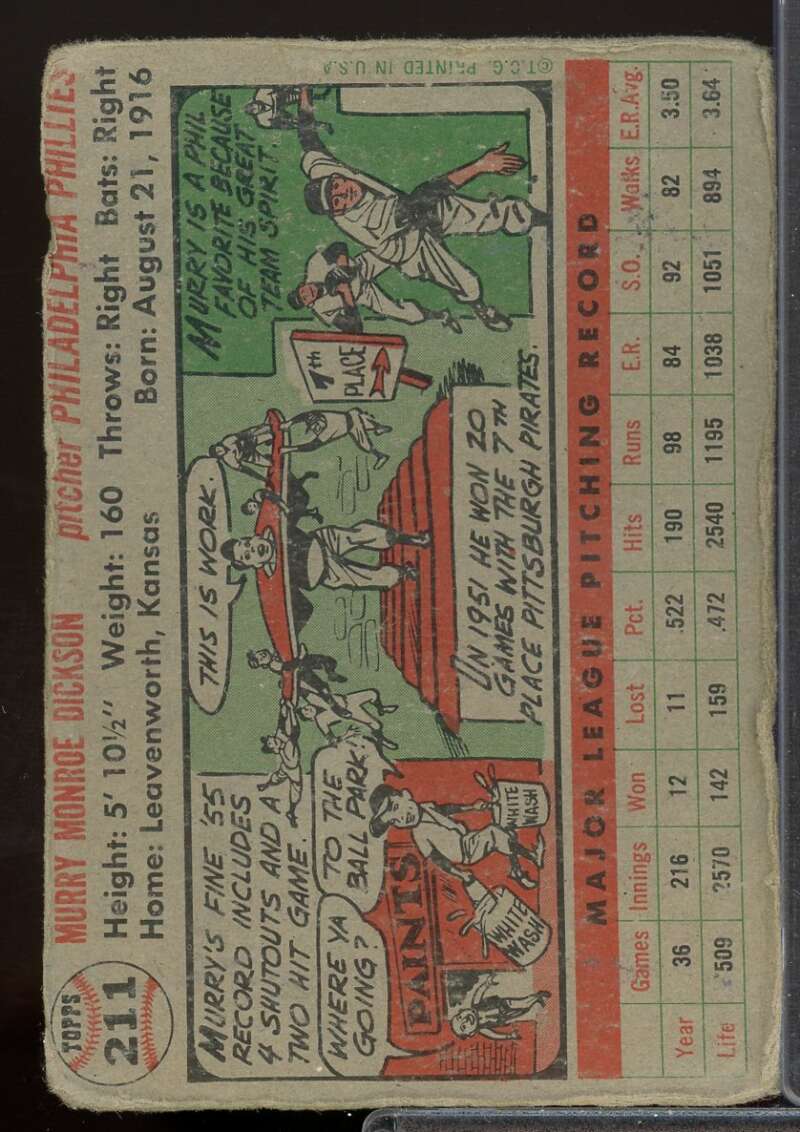 TOPPS
211
MURRY MONROE DICKSON pitcher PHILADELPHIA PHILLIES
Height: 5' 10½" Weight: 160 Throws: Right Bats: Right
Home: Leavenworth, Kansas Born: August 21, 1916
MURRY'S FINE '55
RECORD INCLUDES
4 SHUTOUTS AND A
TWO HIT GAME.
WHERE YA
GOING?
TO THE
BALL PARK!
PAINTS
WHITE
WASH
WHITE
WASH
THIS IS WORK.
IN 1951 HE WON 20
GAMES WITH THE 7TH
PLACE PITTSBURGH PIRATES.
7th
PLACE
MURRY IS A PHIL
FAVORITE BECAUSE
OF HIS GREAT
TEAM SPIRIT.
©T.C.G. PRINTED IN U.S.A
MAJOR LEAGUE PITCHING RECORD
Games Innings Won Lost Pct. Hits Runs E.R. S.O. Walks E.R.Avg.
Year 36 216 12 11 .522 190 98 84 92 82 3.50
Life 509 2570 142 159 .472 2540 1195 1038 1051 894 3.64